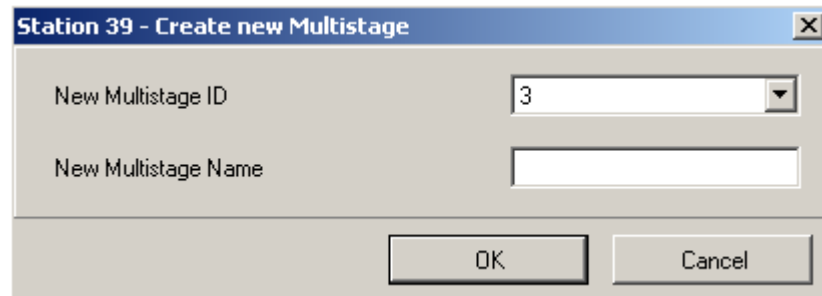 Station 39 - Create new Multistage
New Multistage ID 3
New Multistage Name
OK Cancel